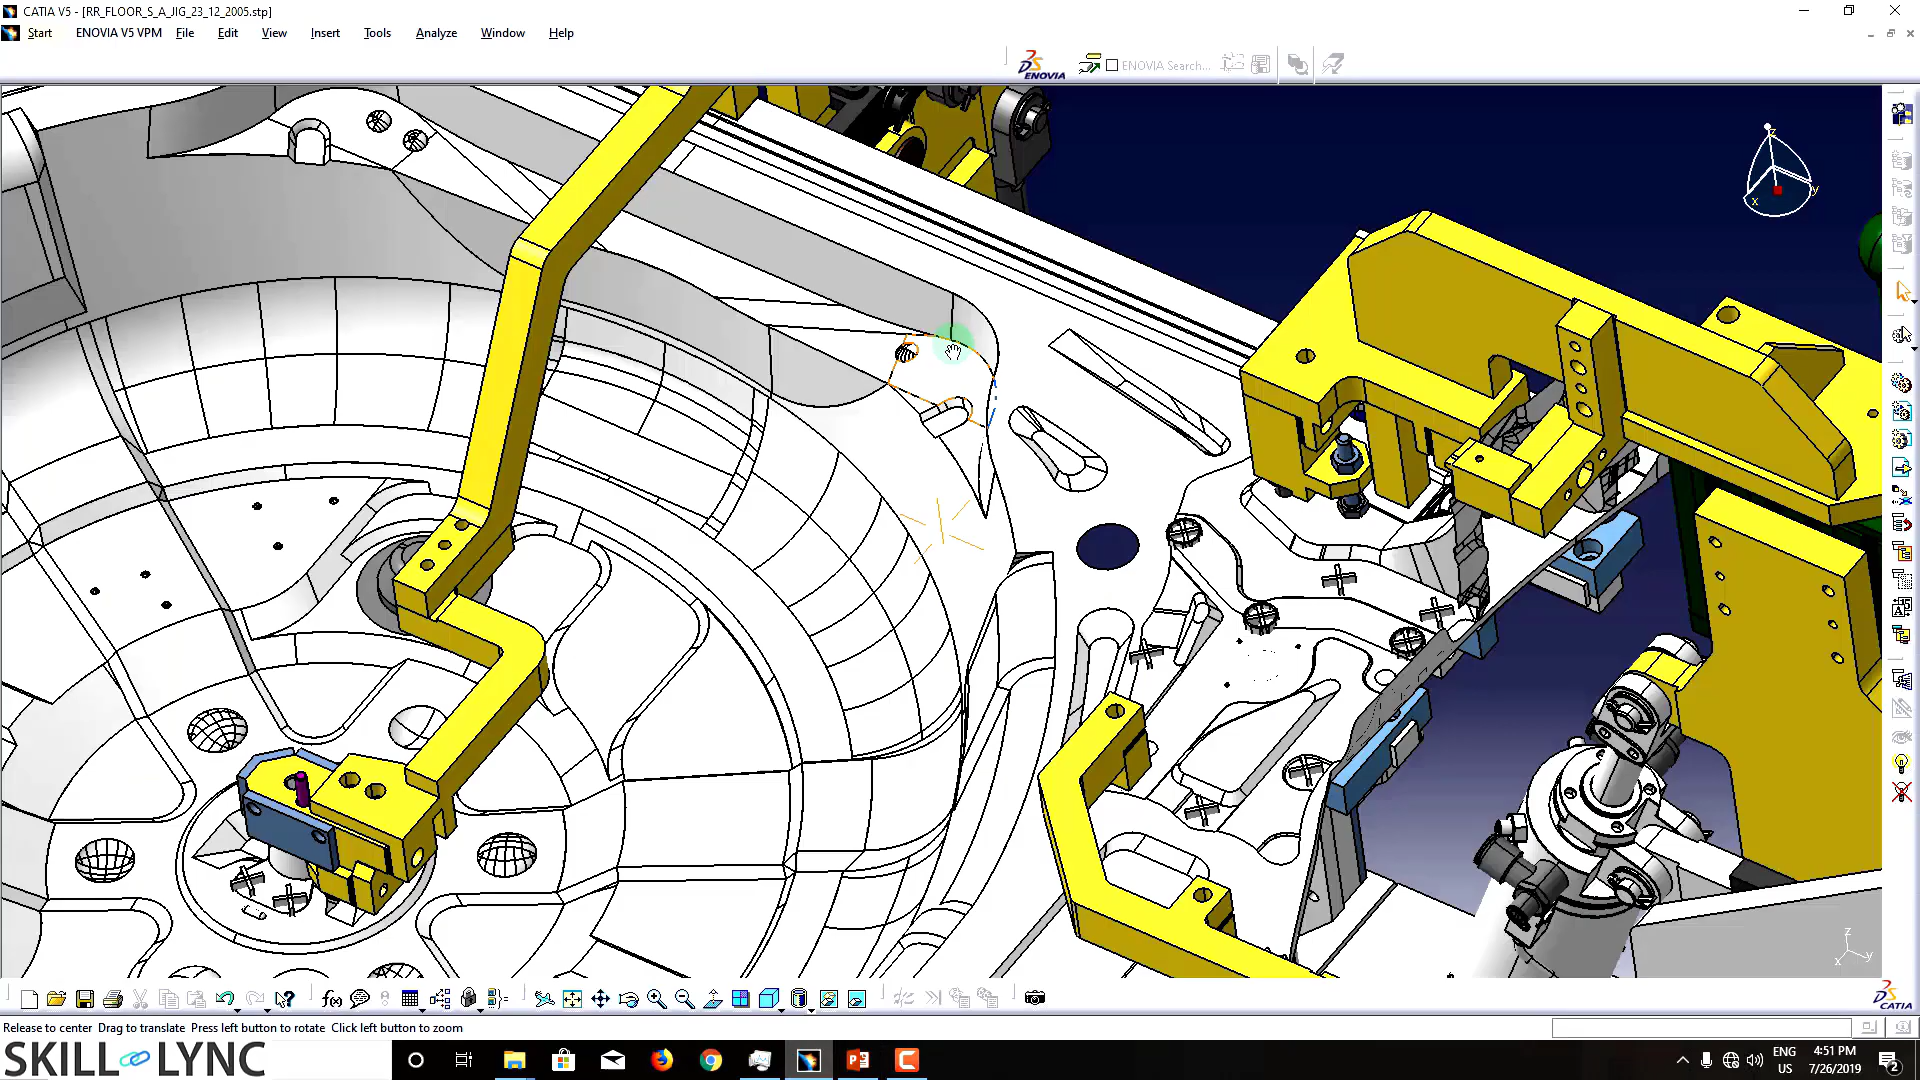 CATIA V5 - [RR_FLOOR_S_A_JIG_23_12_2005.stp]
Start ENOVIA V5 VPM File Edit View Insert Tools Analyze Window Help
ENOVIA
ENOVIA Search...
z
y
x
z
x y
f(x)
CATIA
Release to center Drag to translate Press left button to rotate Click left button to zoom
SKILL LYNC
ENG
US
4:51 PM
7/26/2019
2